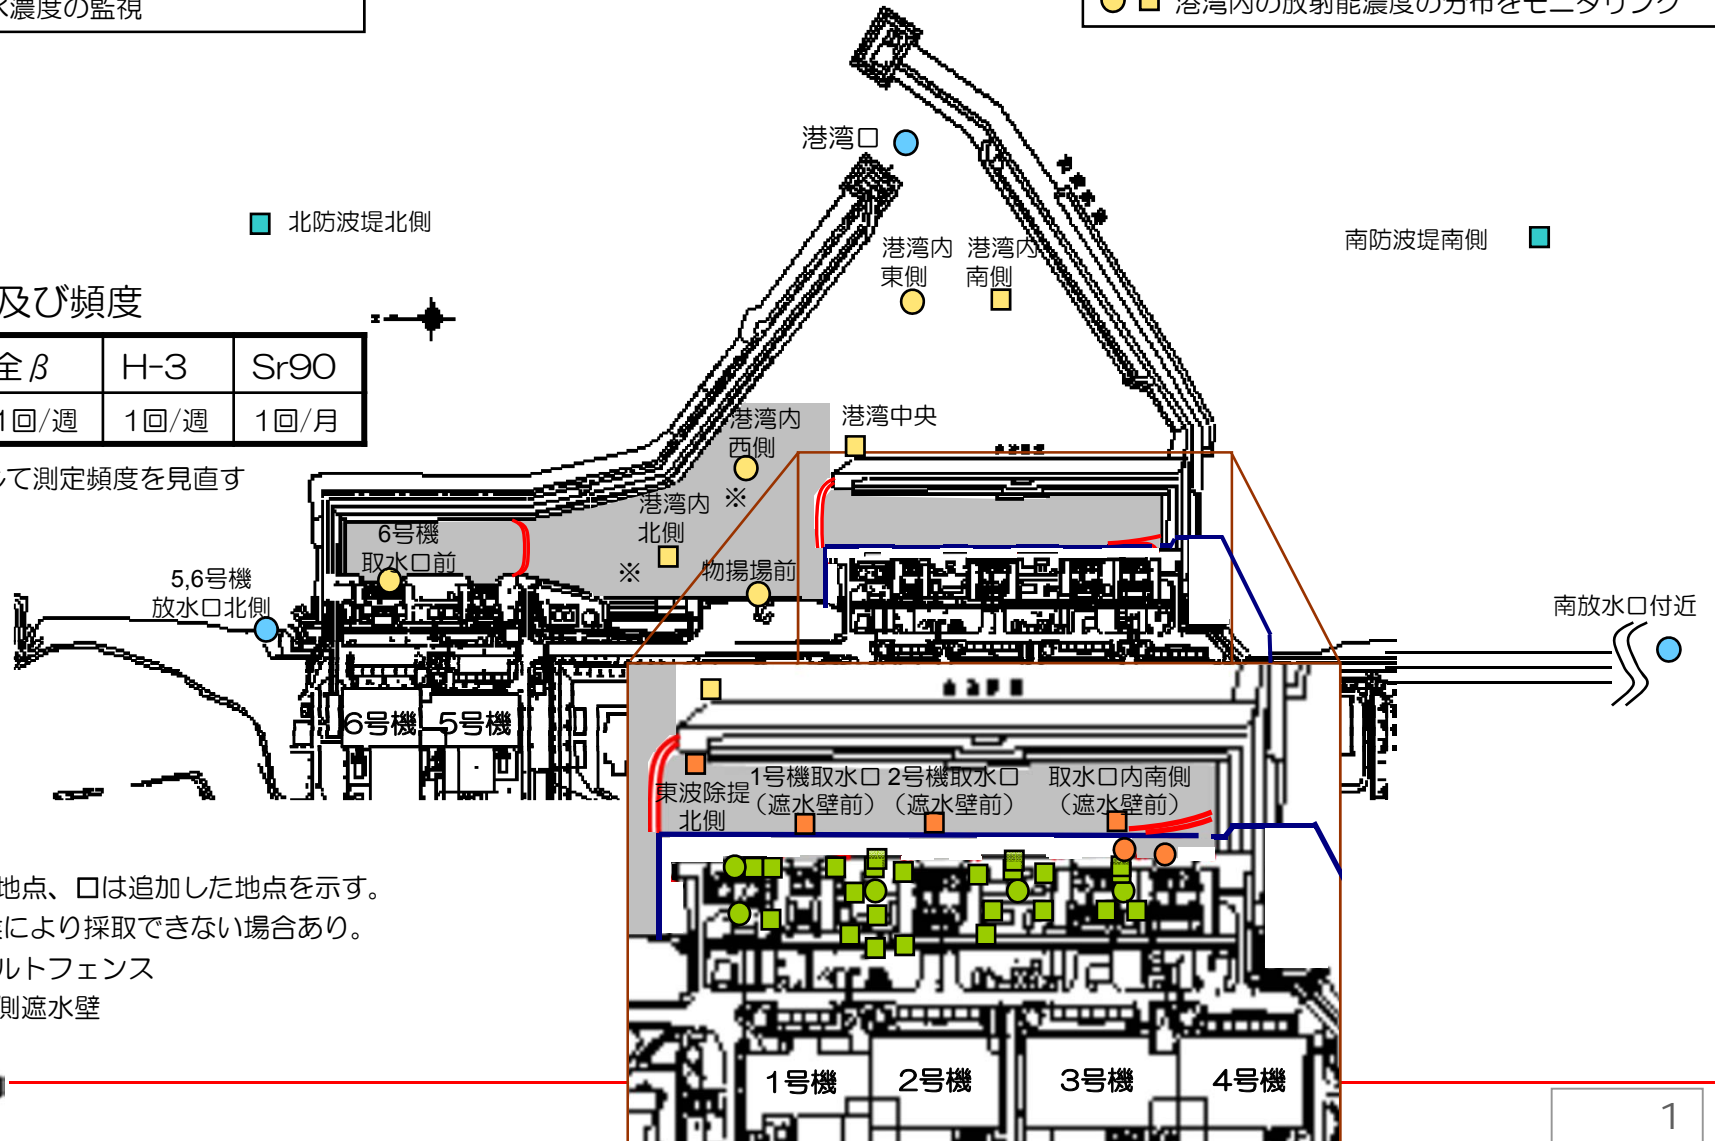 水濃度の監視
港湾内の放射能濃度の分布をモニタリング
港湾口
北防波堤北側
南防波堤南側
港湾内
東側
港湾内
南側
及び頻度
全β
H-3
Sr90
1回/週
1回/週
1回/月
て測定頻度を見直す
港湾内
西側
※
港湾中央
港湾内
北側
※
6号機
取水口前
物揚場前
5,6号機
放水口北側
南放水口付近
6号機
5号機
東波除堤
北側
1号機取水口
（遮水壁前）
2号機取水口
（遮水壁前）
取水口内南側
（遮水壁前）
地点、□は追加した地点を示す。
により採取できない場合あり。
ルトフェンス
側遮水壁
1号機
2号機
3号機
4号機
1